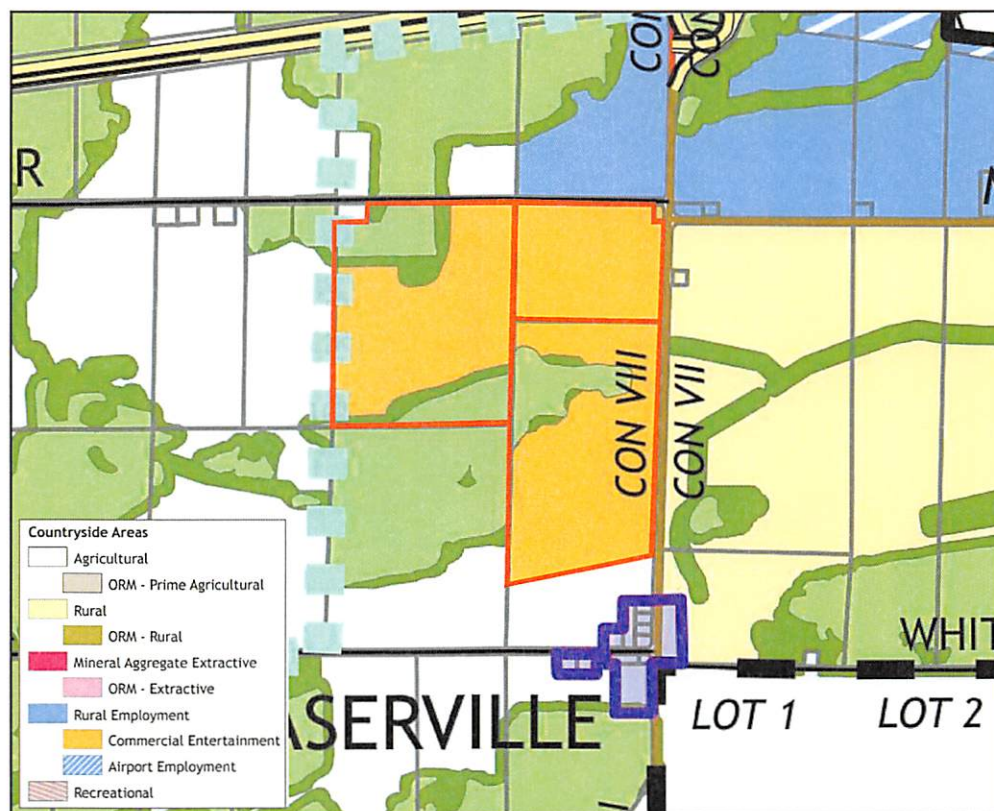 R
CON VIII
CON VII
Countryside Areas
Agricultural
ORM - Prime Agricultural
Rural
ORM - Rural
Mineral Aggregate Extractive
ORM - Extractive
Rural Employment
Commercial Entertainment
Airport Employment
Recreational
WHIT
ASERVILLE
LOT 1
LOT 2